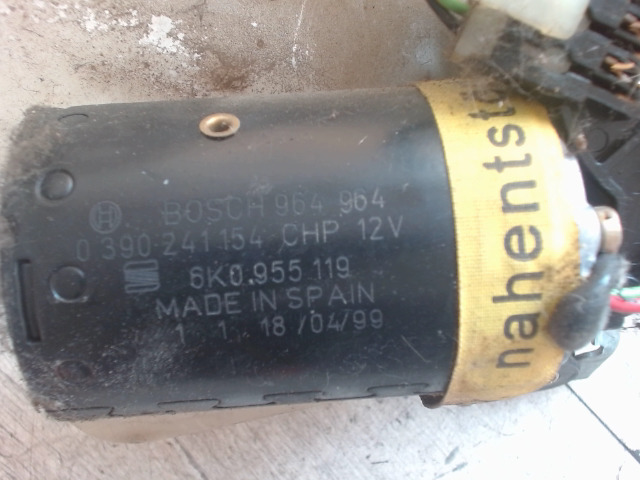 BOSCH 964 964
0 390 241 154 CHP 12V
6K0.955 119
MADE IN SPAIN
1 1 18/04/99
nahentst